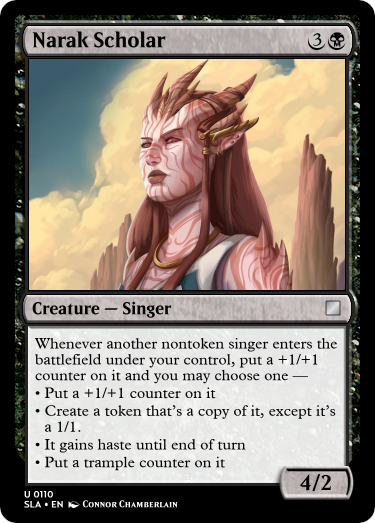 Narak Scholar 3
Creature — Singer
Whenever another nontoken singer enters the
battlefield under your control, put a +1/+1
counter on it and you may choose one —
• Put a +1/+1 counter on it
• Create a token that's a copy of it, except it's
a 1/1.
• It gains haste until end of turn
• Put a trample counter on it
4/2
U 0110
SLA • EN Connor Chamberlain